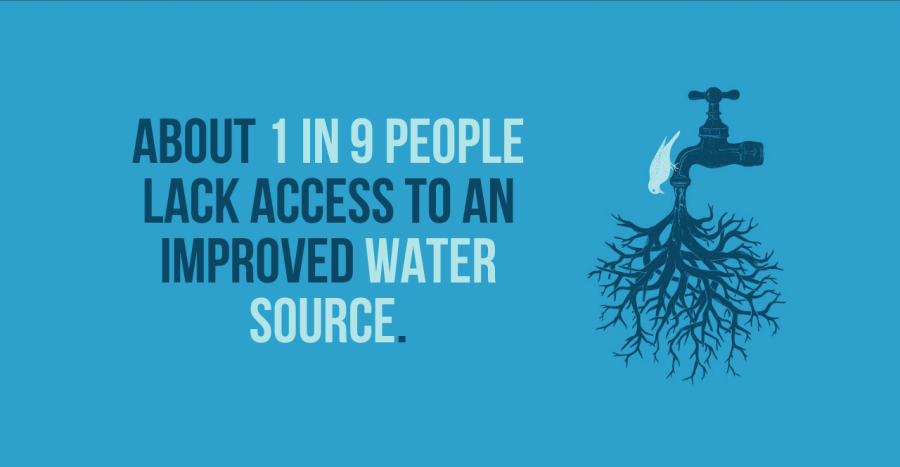 ABOUT 1 IN 9 PEOPLE
LACK ACCESS TO AN
IMPROVED WATER
SOURCE.